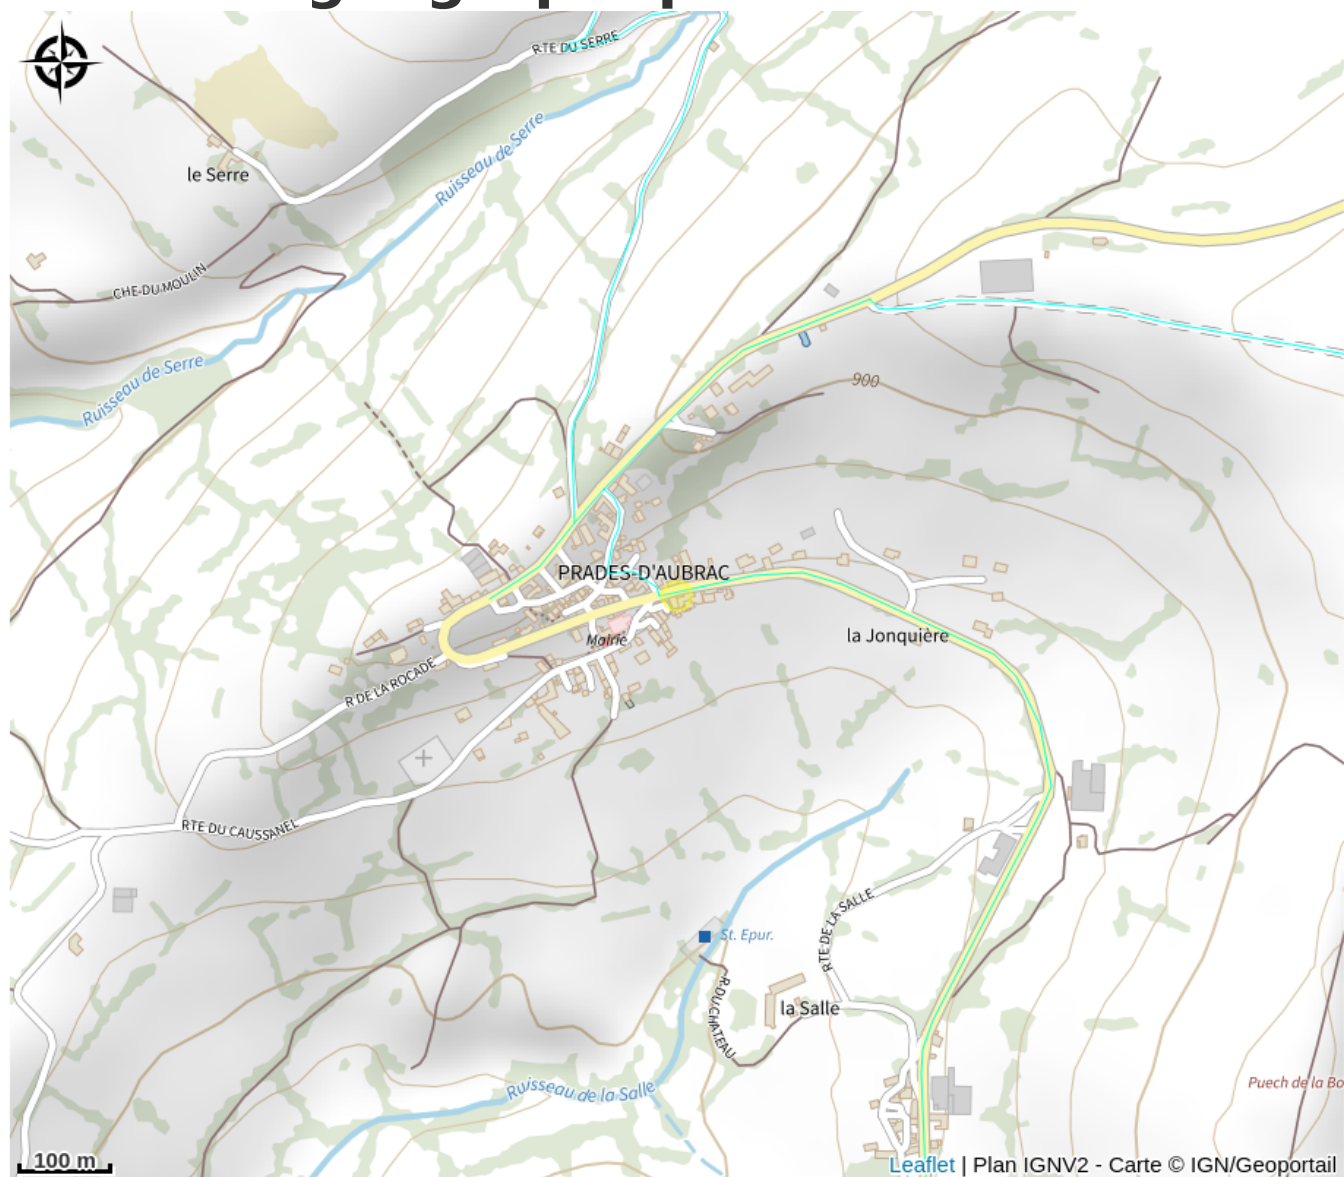 RTE DU SERRE
Ruisseau de Serre
le Serre
CHE DU MOULIN
Ruisseau de Serre
900
PRADES-D'AUBRAC
Mairie
la Jonquière
R DE LA ROCADE
RTE DU CAUSSANEL
RTE DE LA SALLE
St. Epur.
R DU CHATEAU
la Salle
Ruisseau de la Salle
Puech de la Bo
100 m
Leaflet | Plan IGNV2 - Carte © IGN/Geoportail